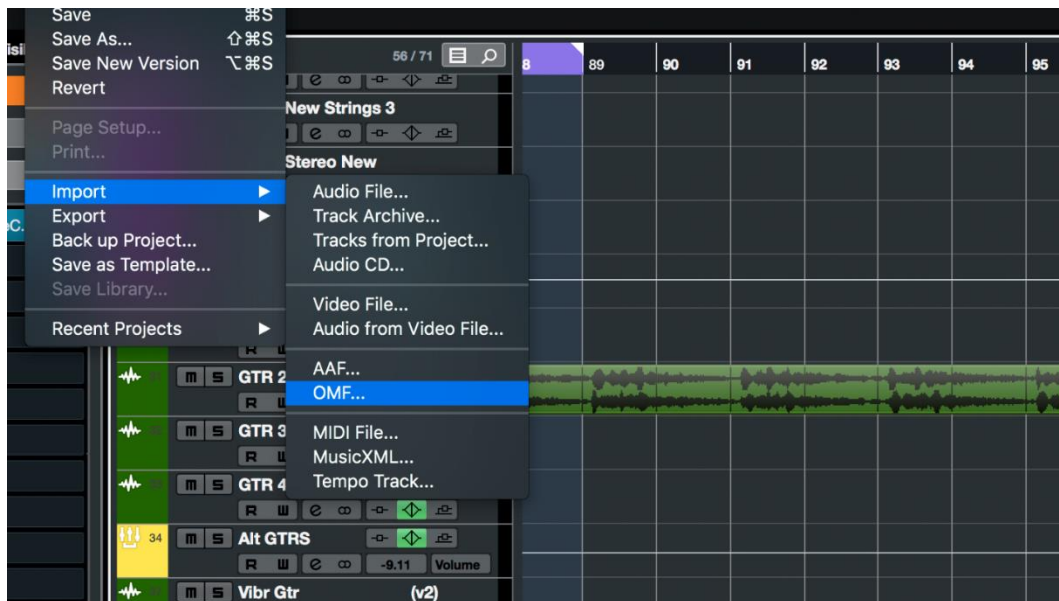 Save ⌘S
Save As... ⇧⌘S
Save New Version ⌥⌘S
Revert
Page Setup...
Print...
Import ▶
Export ▶
Back up Project...
Save as Template...
Save Library...
Recent Projects ▶
Audio File...
Track Archive...
Tracks from Project...
Audio CD...
Video File...
Audio from Video File...
AAF...
OMF...
MIDI File...
MusicXML...
Tempo Track...
56 / 71
8 89 90 91 92 93 94 95
New Strings 3
Stereo New
m S GTR 2
R
m S GTR 3
R
m S GTR 4
R W e
34 m S Alt GTRS
R W e -9.11 Volume
m S Vibr Gtr (v2)